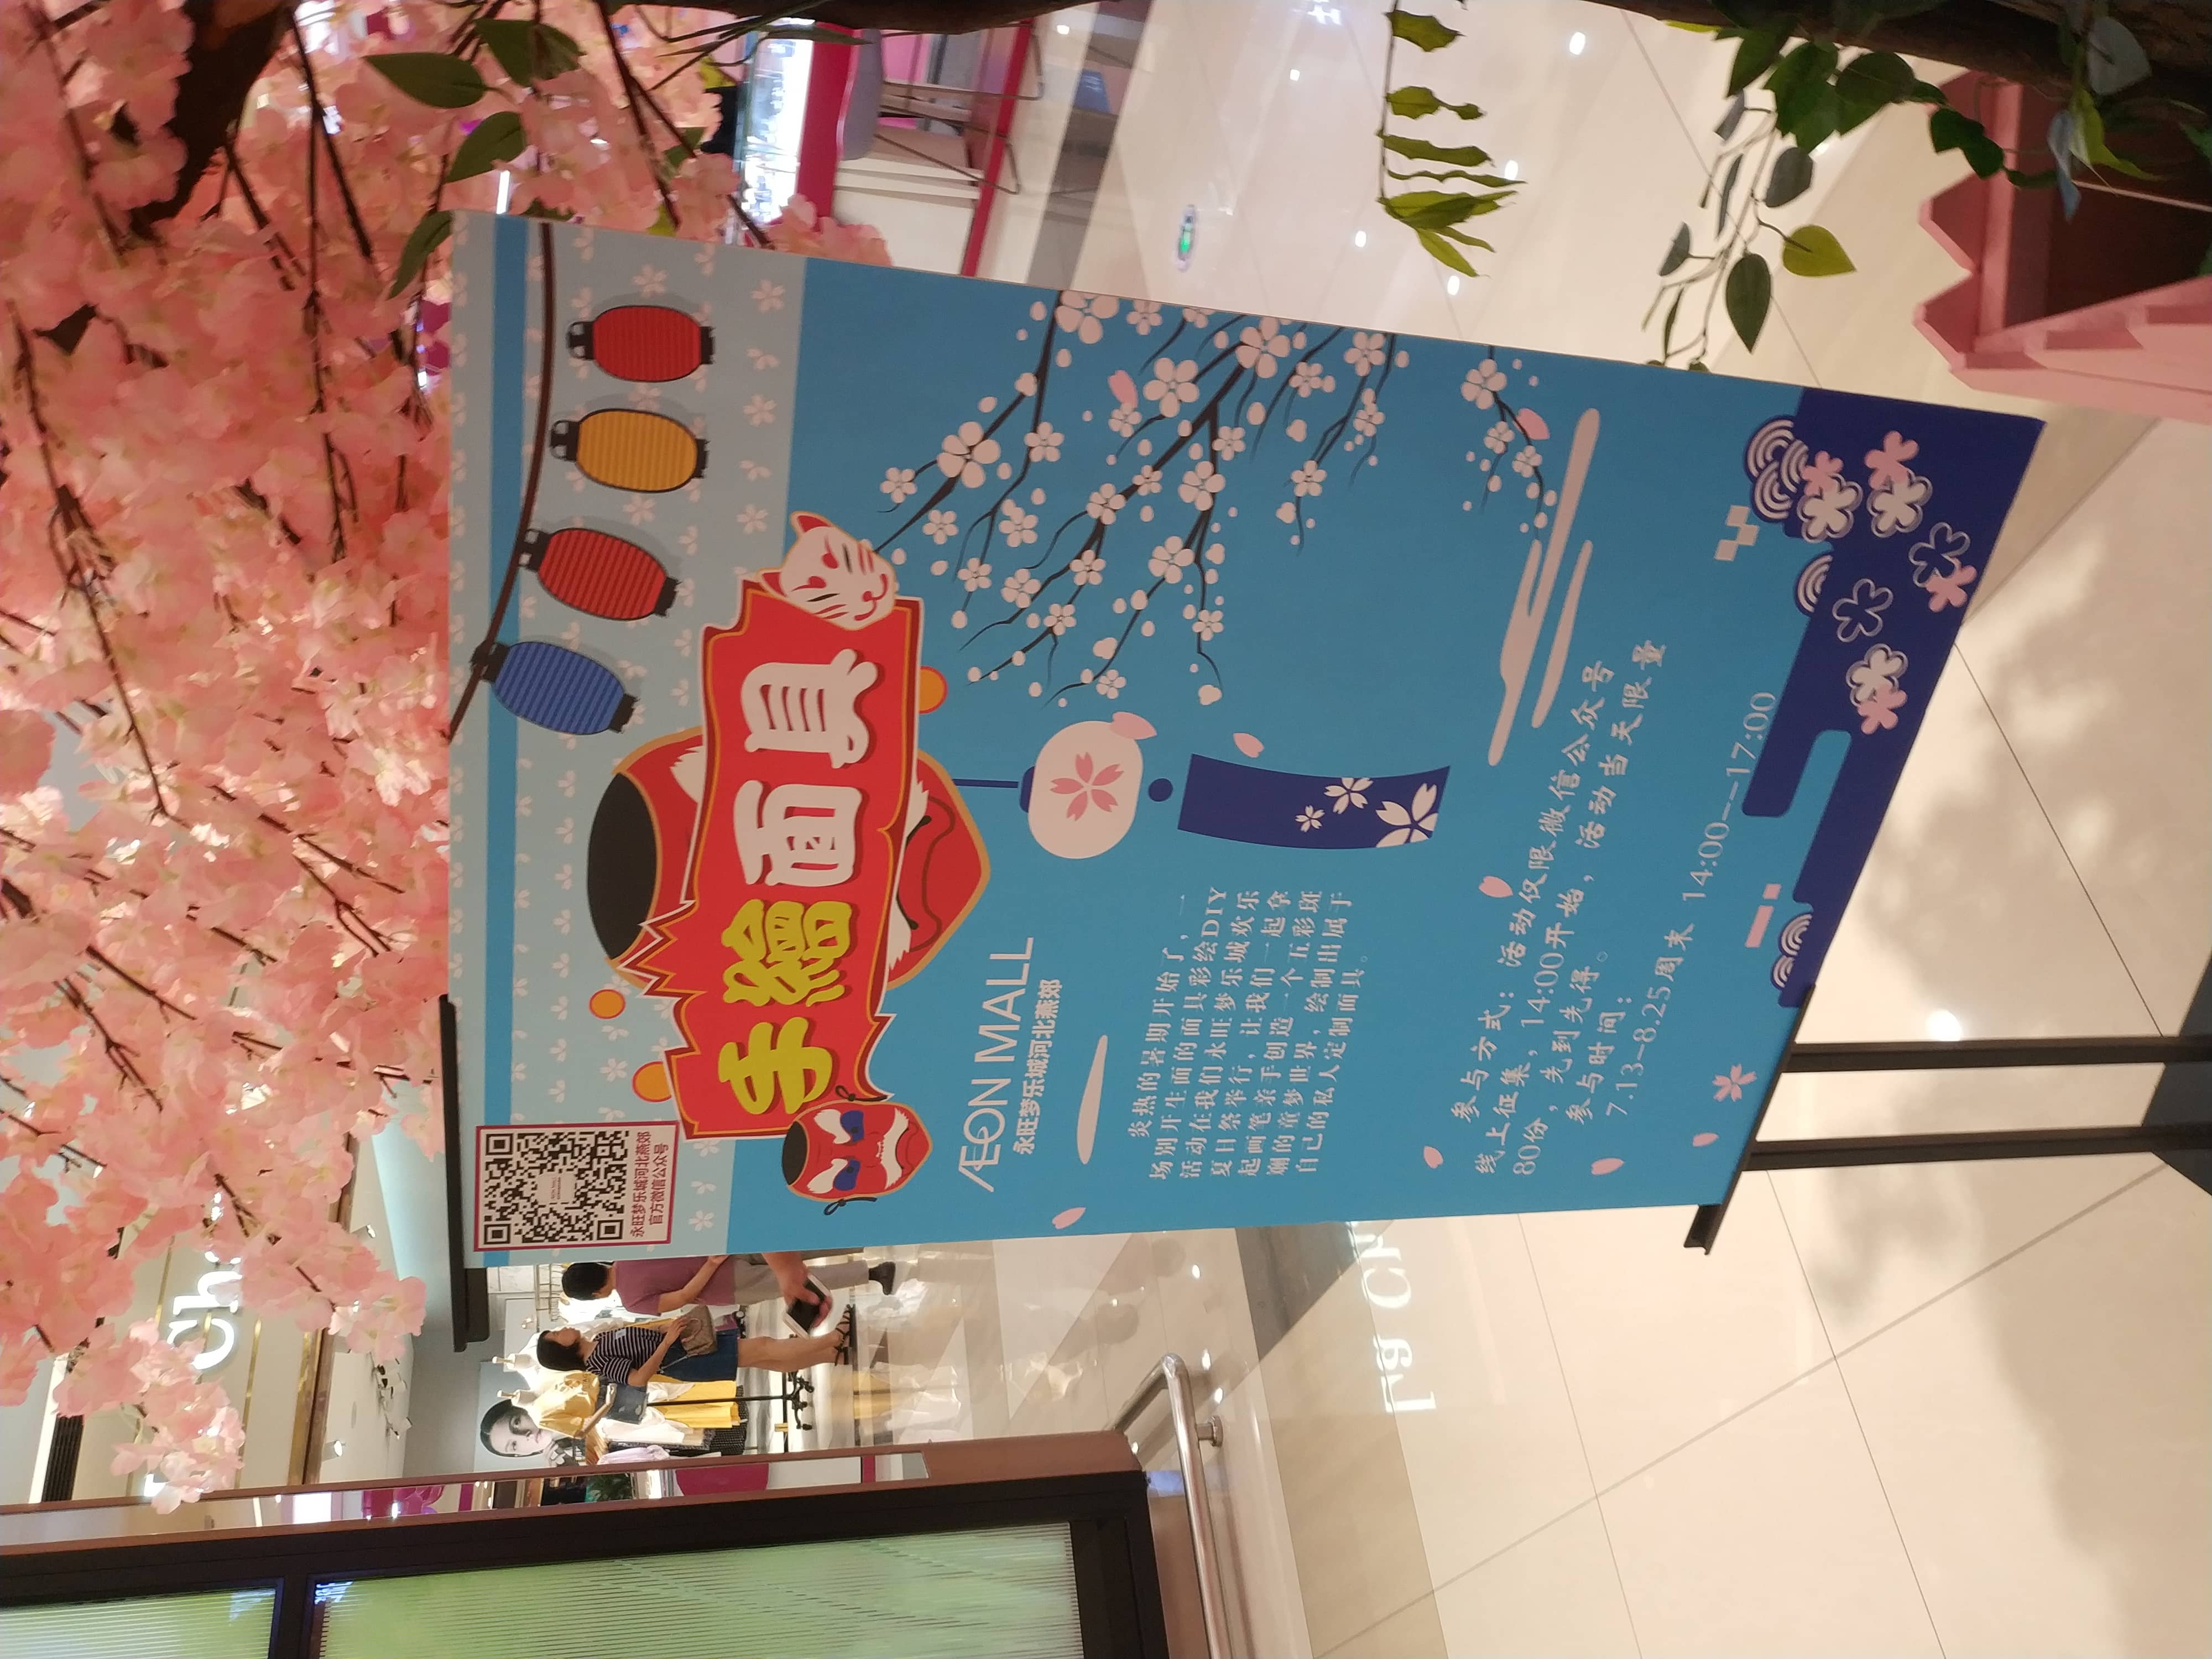 Cha
永旺梦乐城河北燕郊
官方微信公众号
手繪面具
ÆON MALL
永旺梦乐城河北燕郊
炎热的暑期开始了，一
场别开生面的面具彩绘DIY
活动在我们永旺梦乐城欢乐
夏日祭举行，让我们一起拿
起画笔亲手创造一个五彩斑
斓的童梦世界，绘制出属于
自己的私人定制面具。
参与方式：活动仅限微信公众号
线上征集，14:00开始，活动当天限量
80份，先到先得。
参与时间：
7.13-8.25周末 14:00--17:00
La Ch